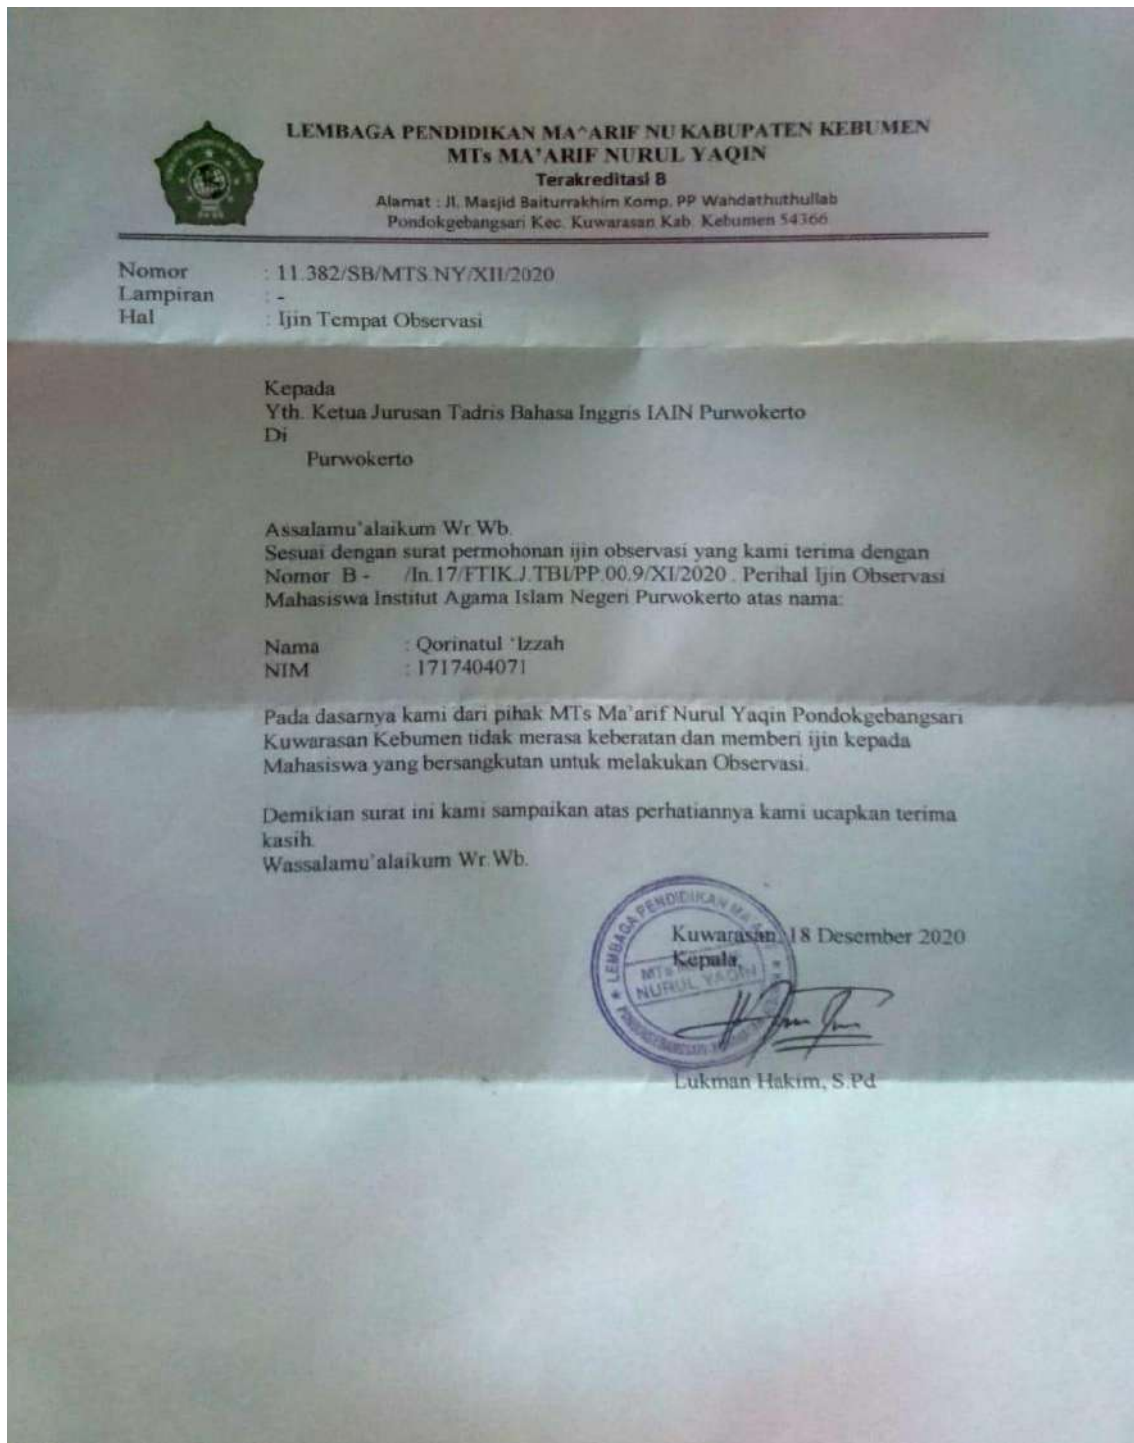 LEMBAGA PENDIDIKAN MA^ARIF NU KABUPATEN KEBUMEN
MTs MA'ARIF NURUL YAQIN
Terakreditasi B
Alamat : Jl. Masjid Baiturrakhim Komp. PP Wahdathuthullab
Pondokgebangsari Kec. Kuwarasan Kab. Kebumen 54366
Nomor : 11.382/SB/MTS.NY/XII/2020
Lampiran : -
Hal : Ijin Tempat Observasi
Kepada
Yth. Ketua Jurusan Tadris Bahasa Inggris IAIN Purwokerto
Di
Purwokerto
Assalamu'alaikum Wr.Wb.
Sesuai dengan surat permohonan ijin observasi yang kami terima dengan
Nomor B - /In.17/FTIK.J.TBI/PP.00.9/XI/2020 . Perihal Ijin Observasi
Mahasiswa Institut Agama Islam Negeri Purwokerto atas nama:
Nama : Qorinatul 'Izzah
NIM : 1717404071
Pada dasarnya kami dari pihak MTs Ma'arif Nurul Yaqin Pondokgebangsari
Kuwarasan Kebumen tidak merasa keberatan dan memberi ijin kepada
Mahasiswa yang bersangkutan untuk melakukan Observasi.
Demikian surat ini kami sampaikan atas perhatiannya kami ucapkan terima
kasih.
Wassalamu'alaikum Wr.Wb.
LEMBAGA PENDIDIKAN
MTs
NURUL YAQIN
Kuwarasan, 18 Desember 2020
Kepala,
Lukman Hakim, S.Pd